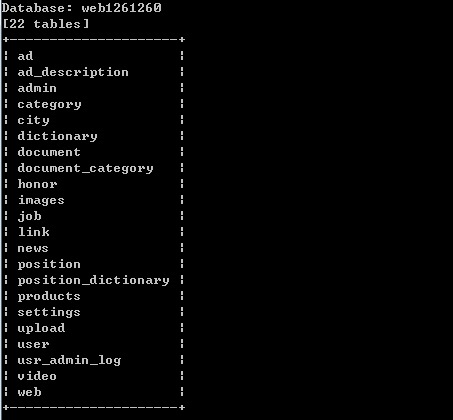 Database: web1261260
[22 tables]
+---------------------+
¦ ad                  ¦
¦ ad_description      ¦
¦ admin               ¦
¦ category            ¦
¦ city                ¦
¦ dictionary          ¦
¦ document            ¦
¦ document_category   ¦
¦ honor               ¦
¦ images              ¦
¦ job                 ¦
¦ link                ¦
¦ news                ¦
¦ position            ¦
¦ position_dictionary ¦
¦ products            ¦
¦ settings            ¦
¦ upload              ¦
¦ user                ¦
¦ usr_admin_log       ¦
¦ video               ¦
¦ web                 ¦
+---------------------+